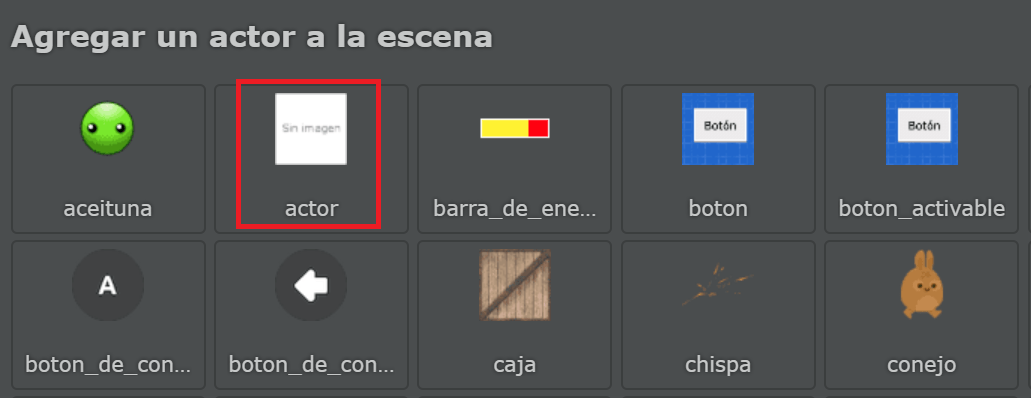 Agregar un actor a la escena
Sin imagen
Botón
Botón
aceituna
actor
barra_de_ene…
boton
boton_activable
A
boton_de_con…
boton_de_con…
caja
chispa
conejo